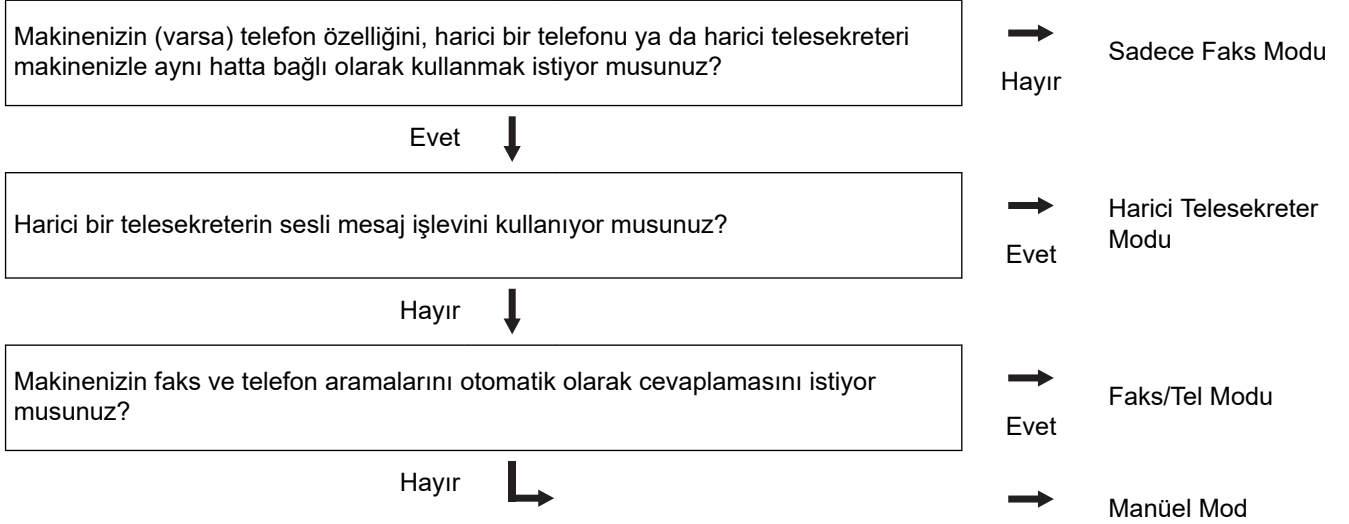 Makinenizin (varsa) telefon özelliğini, harici bir telefonu ya da harici telesekreteri
makinenizle aynı hatta bağlı olarak kullanmak istiyor musunuz?
Hayır
Sadece Faks Modu
Evet
Harici bir telesekreterin sesli mesaj işlevini kullanıyor musunuz?
Evet
Harici Telesekreter
Modu
Hayır
Makinenizin faks ve telefon aramalarını otomatik olarak cevaplamasını istiyor
musunuz?
Evet
Faks/Tel Modu
Hayır
Manüel Mod